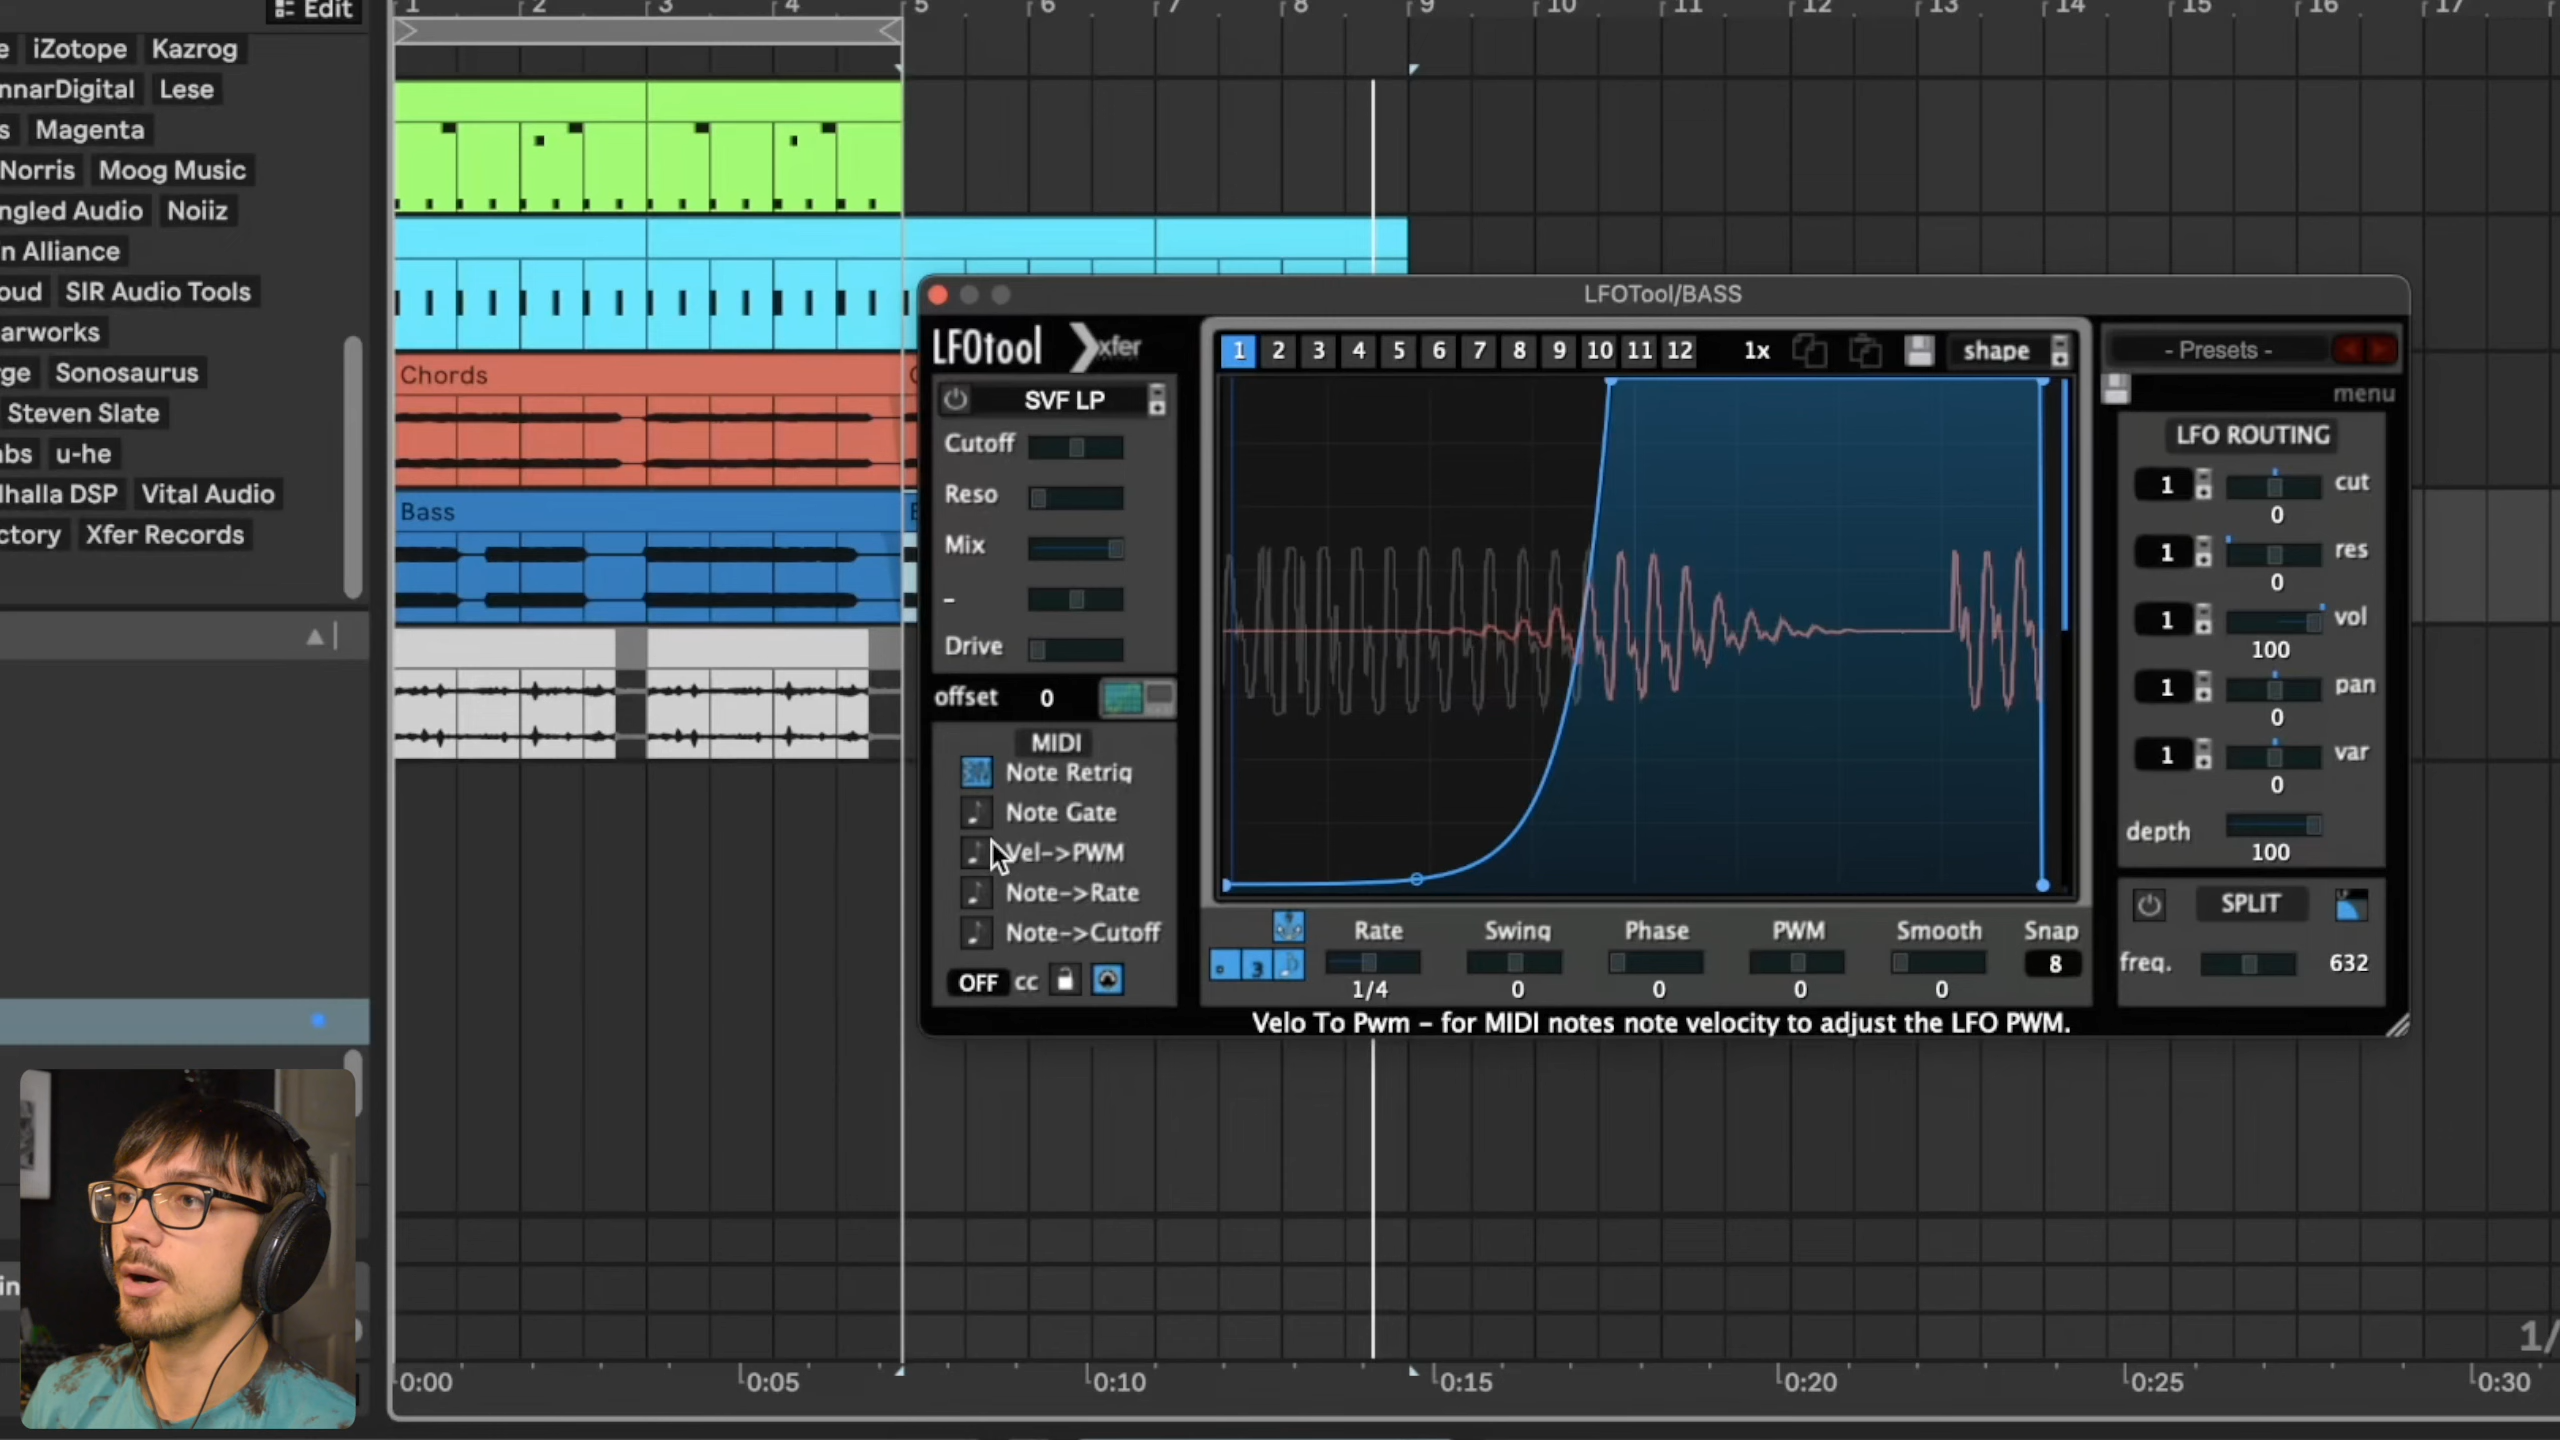 Edit
1 2 3 4 5 6 7 8 9 10 11 12 13 14 15 16 17
e iZotope Kazrog
nnarDigital Lese
s Magenta
Norris Moog Music
ngled Audio Noiiz
n Alliance
oud SIR Audio Tools
arworks
rge Sonosaurus
Steven Slate
abs u-he
lhalla DSP Vital Audio
ctory Xfer Records
Chords
Bass
LFOTool/BASS
LFOtool xfer
1 2 3 4 5 6 7 8 9 10 11 12 1x shape
- Presets -
menu
SVF LP
Cutoff
Reso
Mix
-
Drive
offset 0
MIDI
Note Retrig
Note Gate
Vel->PWM
Note->Rate
Note->Cutoff
OFF cc
LFO ROUTING
1 cut
0
1 res
0
1 vol
100
1 pan
0
1 var
0
depth
100
SPLIT
freq. 632
3
Rate Swing Phase PWM Smooth Snap
1/4 0 0 0 0 8
Velo To Pwm – for MIDI notes note velocity to adjust the LFO PWM.
in
1/
0:00 0:05 0:10 0:15 0:20 0:25 0:30